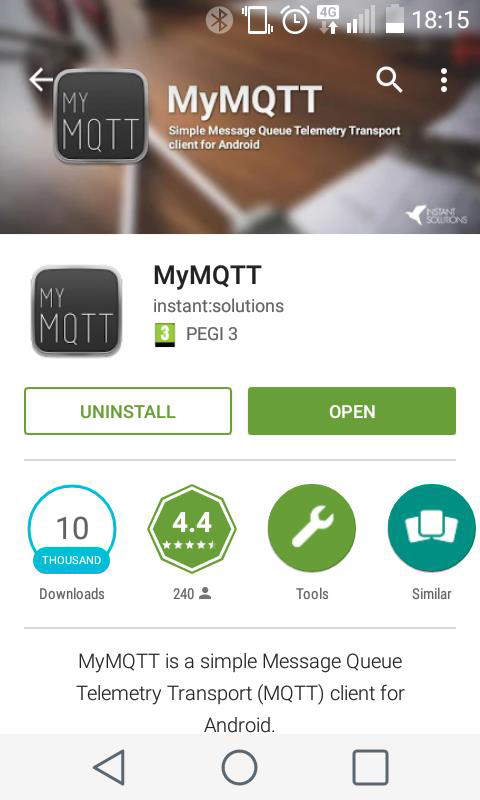 4G
18:15
MY
MQTT
MyMQTT
Simple Message Queue Telemetry Transport
client for Android
INSTANT
SOLUTIONS
MY
MQTT
MyMQTT
instant:solutions
3 PEGI 3
UNINSTALL
OPEN
10
THOUSAND
Downloads
4.4
240
Tools
Similar
MyMQTT is a simple Message Queue
Telemetry Transport (MQTT) client for
Android.